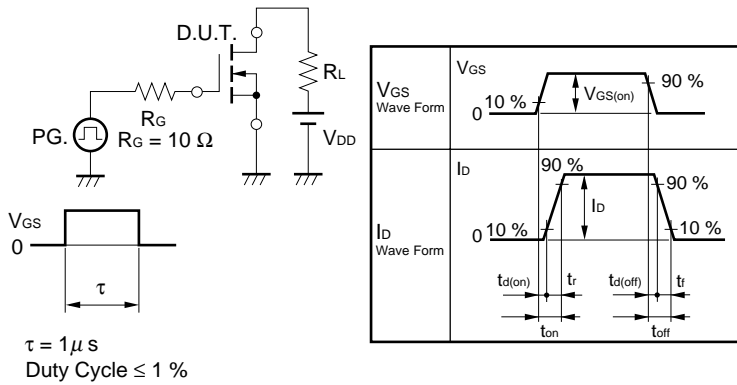 D.U.T.
RL
RG
PG.
RG = 10 Ω
VDD
VGS
0
τ
τ = 1μ s
Duty Cycle ≤ 1 %
VGS
Wave Form
VGS
10 %
0
VGS(on)
90 %
ID
Wave Form
ID
90 %
0
10 %
ID
90 %
10 %
td(on)
tr
td(off)
tf
ton
toff